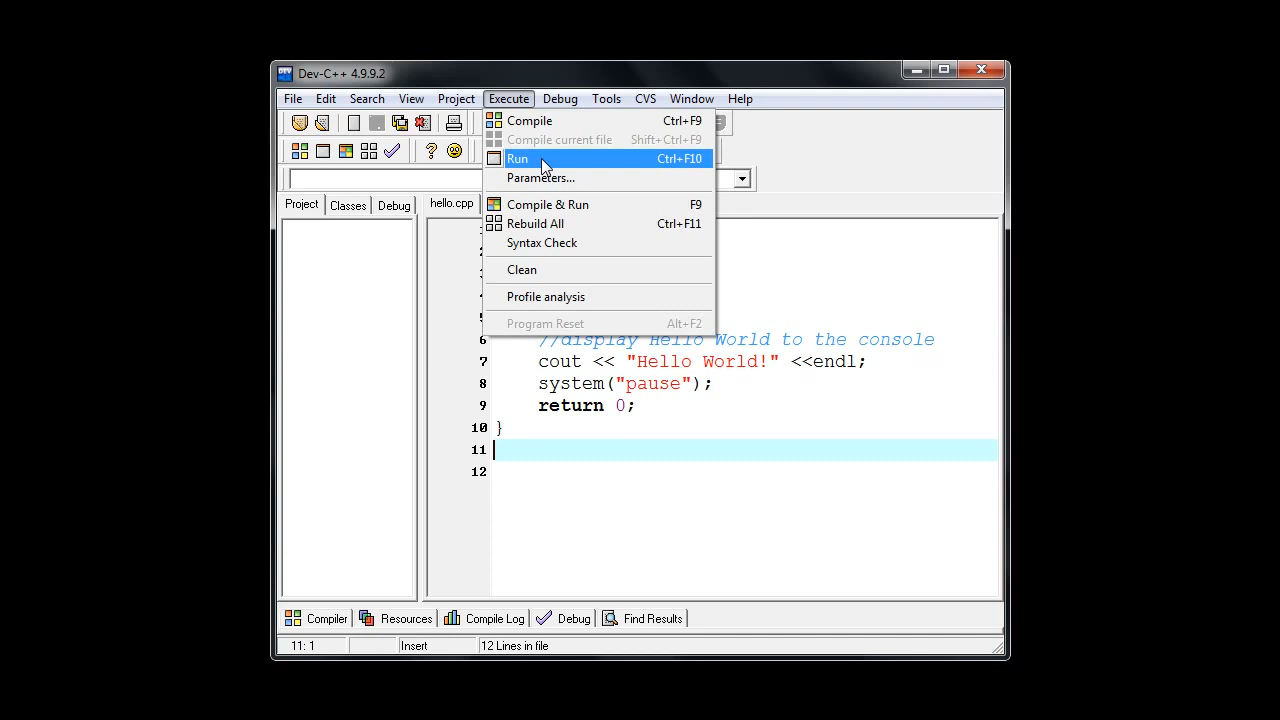 Dev-C++ 4.9.9.2
File Edit Search View Project Execute Debug Tools CVS Window Help
Compile Ctrl+F9
Compile current file Shift+Ctrl+F9
Run Ctrl+F10
Parameters...
Compile & Run F9
Rebuild All Ctrl+F11
Syntax Check
Clean
Profile analysis
Program Reset Alt+F2
Project Classes Debug
hello.cpp
6 //display Hello World to the console
7 cout << "Hello World!" <<endl;
8 system("pause");
9 return 0;
10 }
11
12
Compiler Resources Compile Log Debug Find Results
11: 1 Insert 12 Lines in file